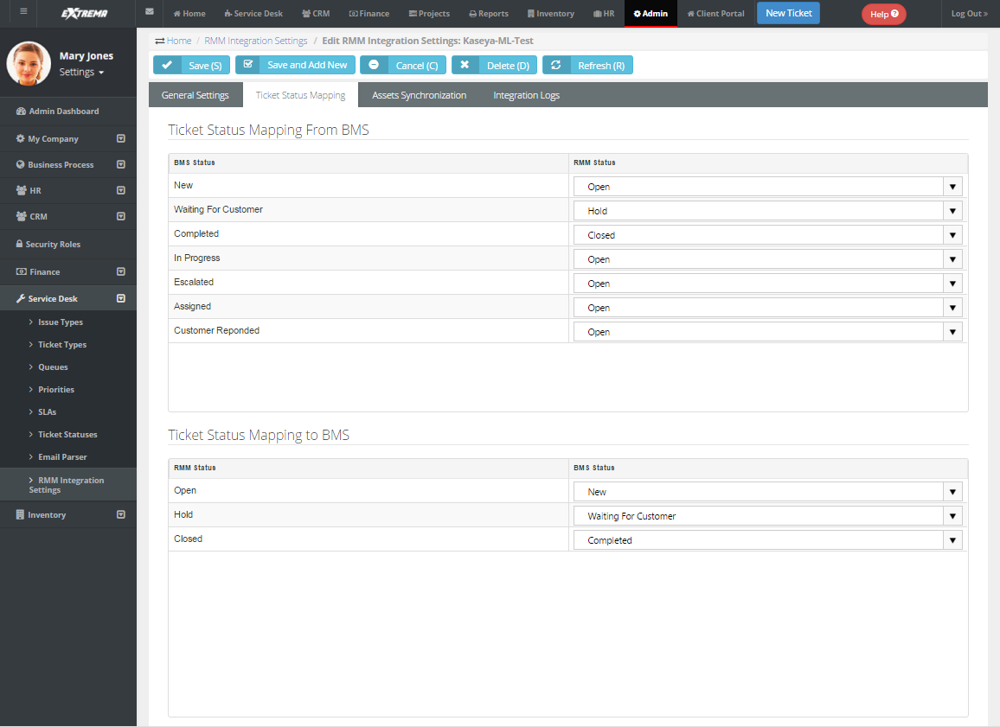 EXTREMA
Home Service Desk CRM Finance Projects Reports Inventory HR Admin Client Portal New Ticket Help Log Out »
Mary Jones
Settings
Admin Dashboard
My Company
Business Process
HR
CRM
Security Roles
Finance
Service Desk
Issue Types
Ticket Types
Queues
Priorities
SLAs
Ticket Statuses
Email Parser
RMM Integration
Settings
Inventory
Home / RMM Integration Settings / Edit RMM Integration Settings: Kaseya-ML-Test
Save (S) Save and Add New Cancel (C) Delete (D) Refresh (R)
General Settings Ticket Status Mapping Assets Synchronization Integration Logs
Ticket Status Mapping From BMS
BMS Status RMM Status
New Open
Waiting For Customer Hold
Completed Closed
In Progress Open
Escalated Open
Assigned Open
Customer Reponded Open
Ticket Status Mapping to BMS
RMM Status BMS Status
Open New
Hold Waiting For Customer
Closed Completed